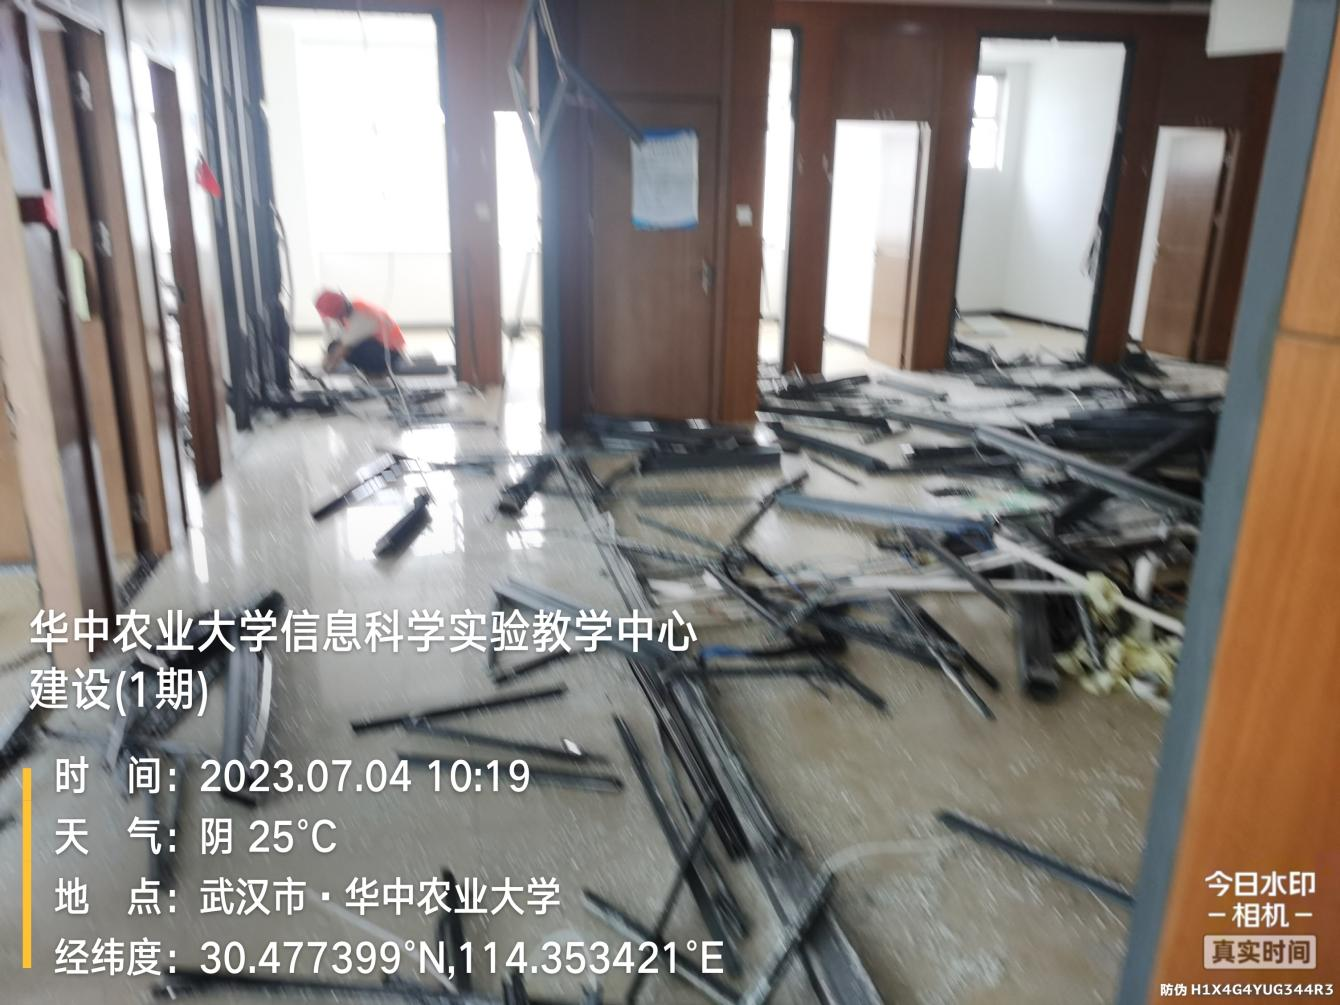 华中农业大学信息科学实验教学中心
建设(1期)
时 间：2023.07.04 10:19
天 气：阴 25℃
地 点：武汉市·华中农业大学
经纬度：30.477399°N,114.353421°E
今日水印
-相机-
真实时间
防伪 H1X4G4YUG344R3